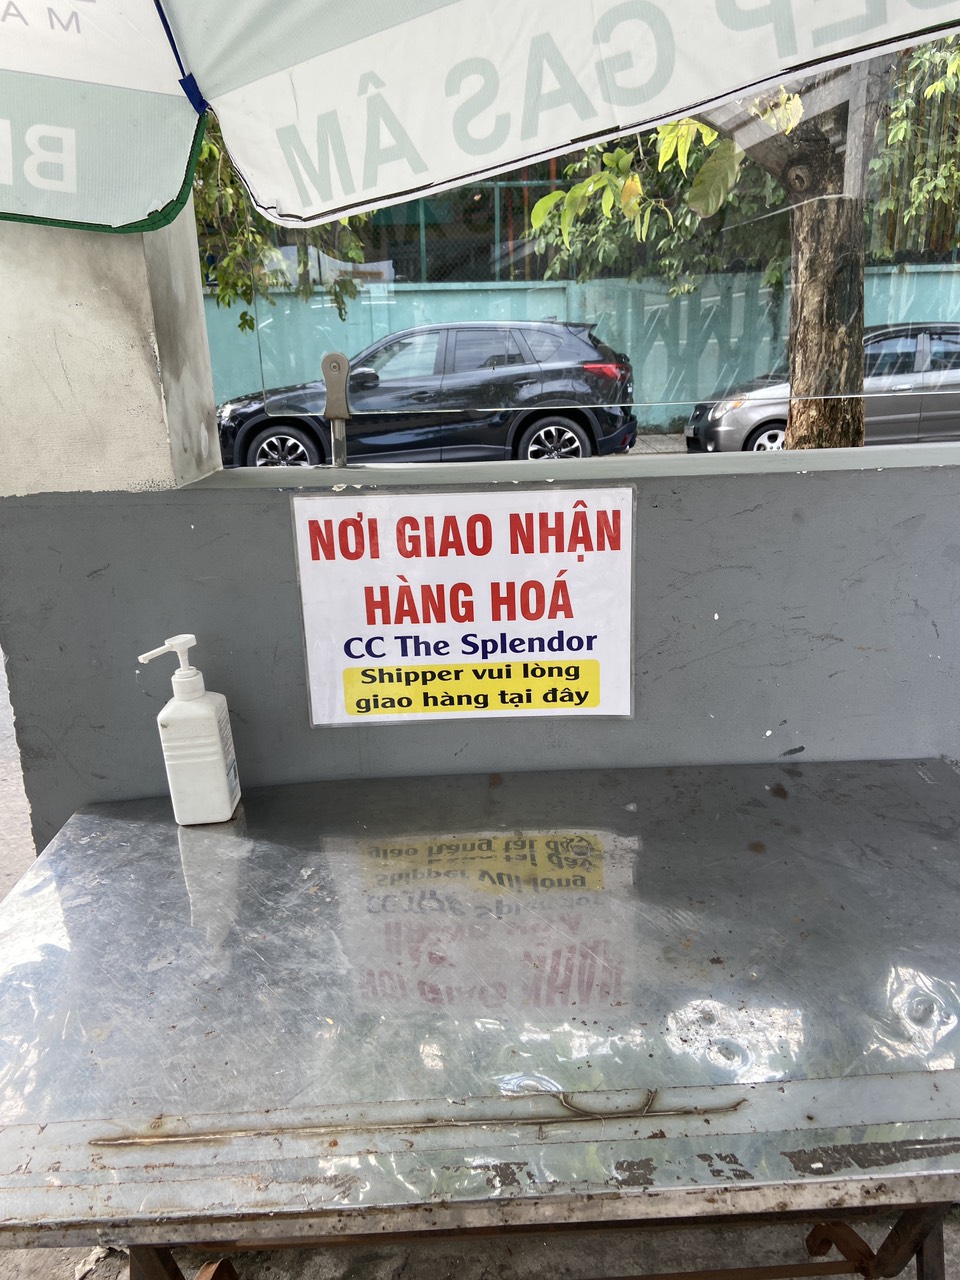 BẾP GAS ÂM
NƠI GIAO NHẬN
HÀNG HOÁ
CC The Splendor
Shipper vui lòng
giao hàng tại đây